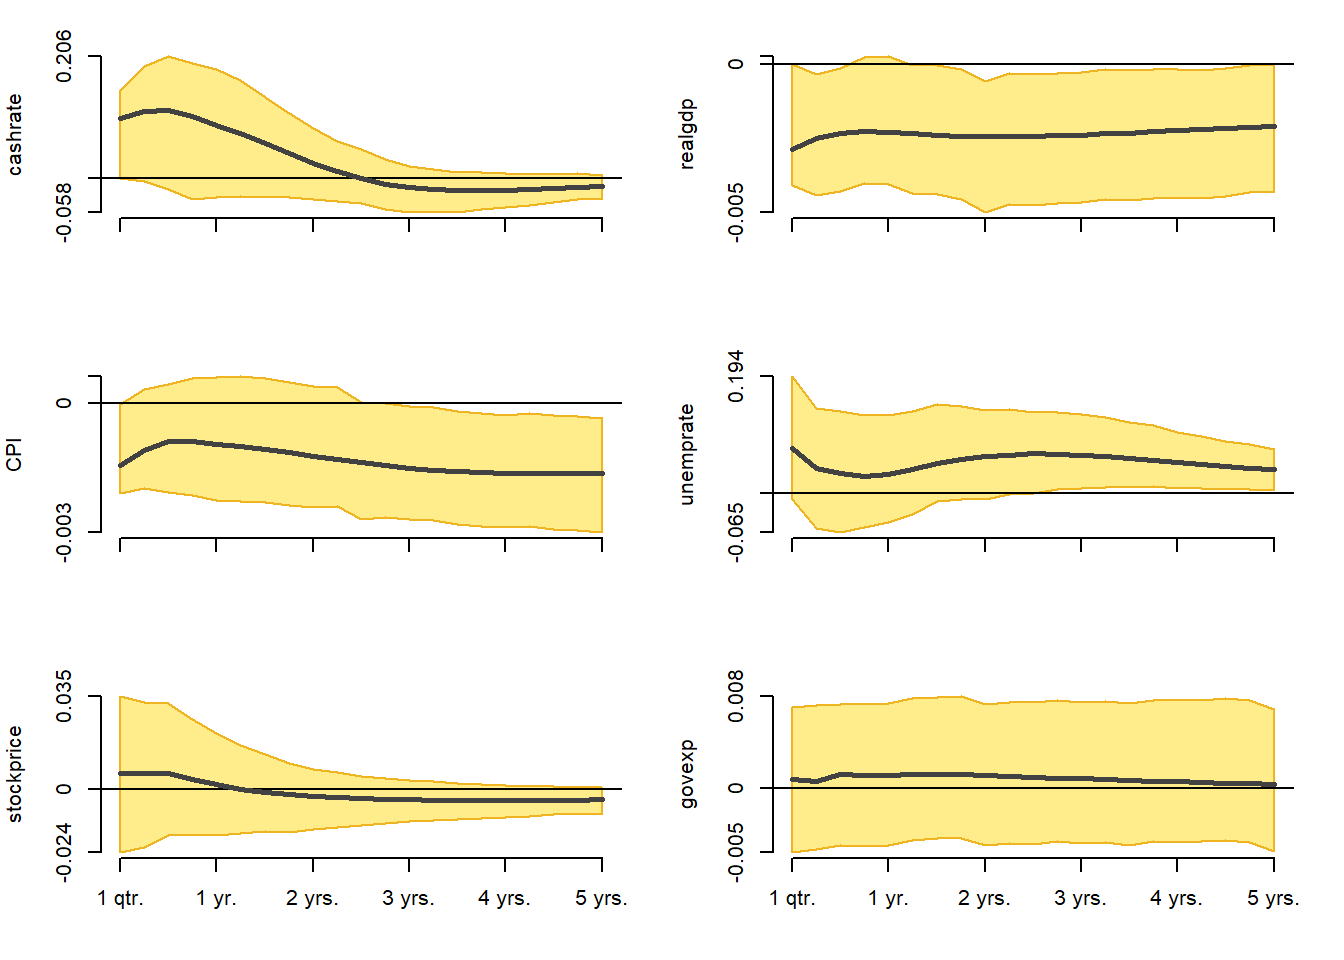 cashrate
0.206
-0.058
realgdp
0
-0.005
CPI
0
-0.003
unemprate
0.194
-0.065
stockprice
0.035
0
-0.024
govexp
0.008
0
-0.005
1 qtr. 1 yr. 2 yrs. 3 yrs. 4 yrs. 5 yrs.
1 qtr. 1 yr. 2 yrs. 3 yrs. 4 yrs. 5 yrs.